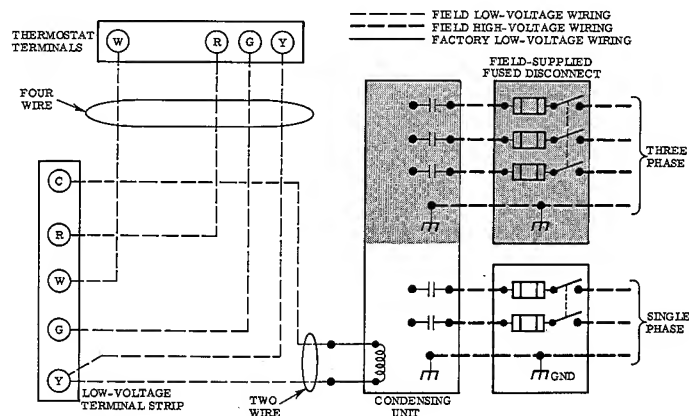 FIELD LOW-VOLTAGE WIRING
FIELD HIGH-VOLTAGE WIRING
FACTORY LOW-VOLTAGE WIRING
THERMOSTAT
TERMINALS
W
R
G
Y
FOUR
WIRE
FIELD-SUPPLIED
FUSED DISCONNECT
THREE
PHASE
C
R
W
G
Y
LOW-VOLTAGE
TERMINAL STRIP
TWO
WIRE
CONDENSING
UNIT
GND
SINGLE
PHASE